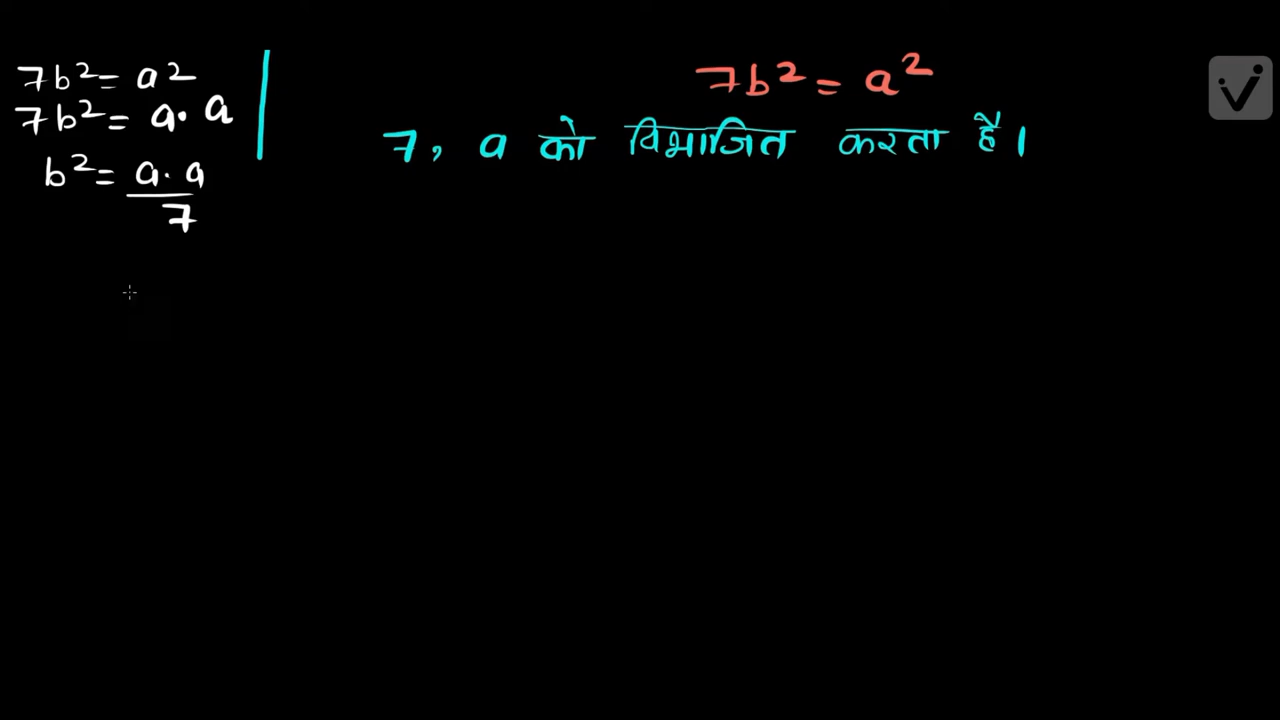 7b² = a²
7b² = a · a
b² = a · a / 7
7b² = a²
7, a को विभाजित करता है।